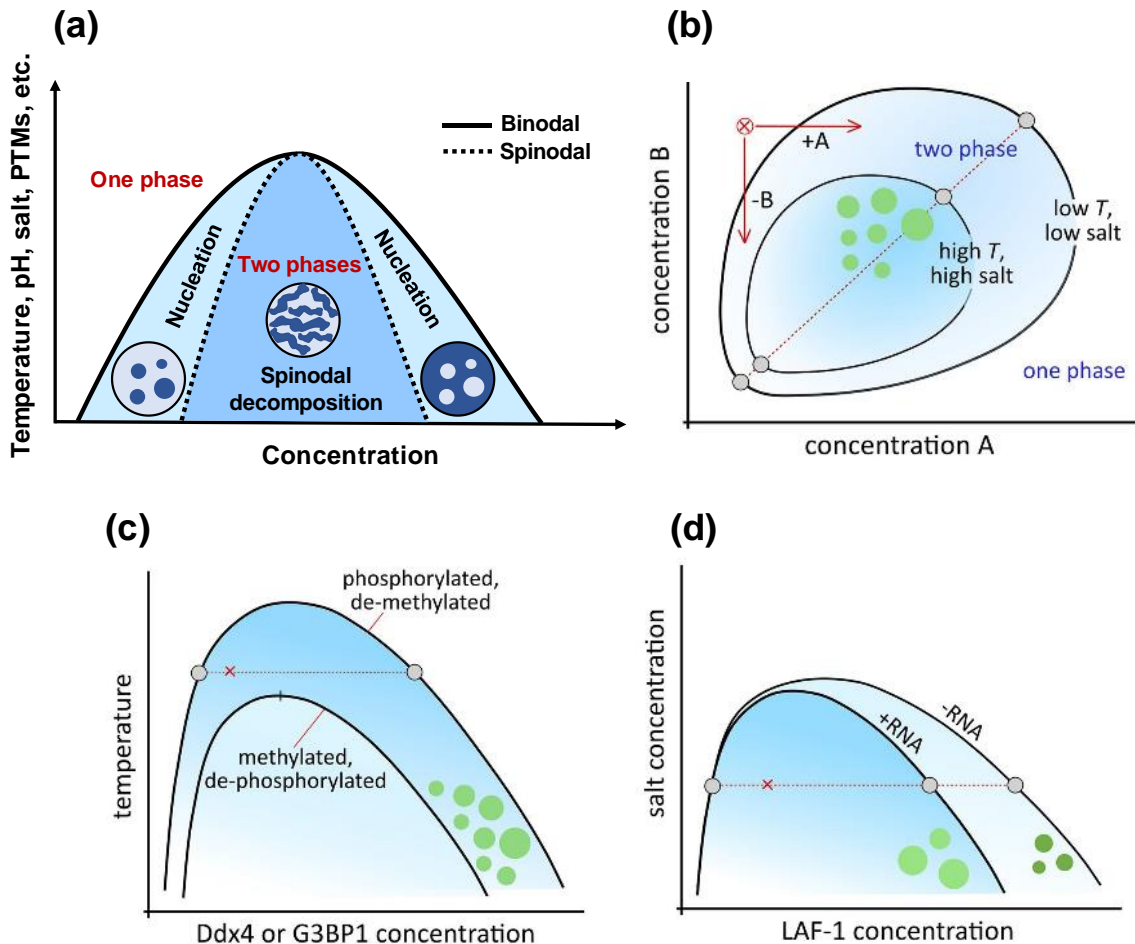 (a)
Temperature, pH, salt, PTMs, etc.
Binodal
Spinodal
One phase
Nucleation
Two phases
Nucleation
Spinodal
decomposition
Concentration
(b)
concentration B
+A
-B
two phase
low T,
low salt
high T,
high salt
one phase
concentration A
(c)
temperature
phosphorylated,
de-methylated
methylated,
de-phosphorylated
Ddx4 or G3BP1 concentration
(d)
salt concentration
+RNA
-RNA
LAF-1 concentration